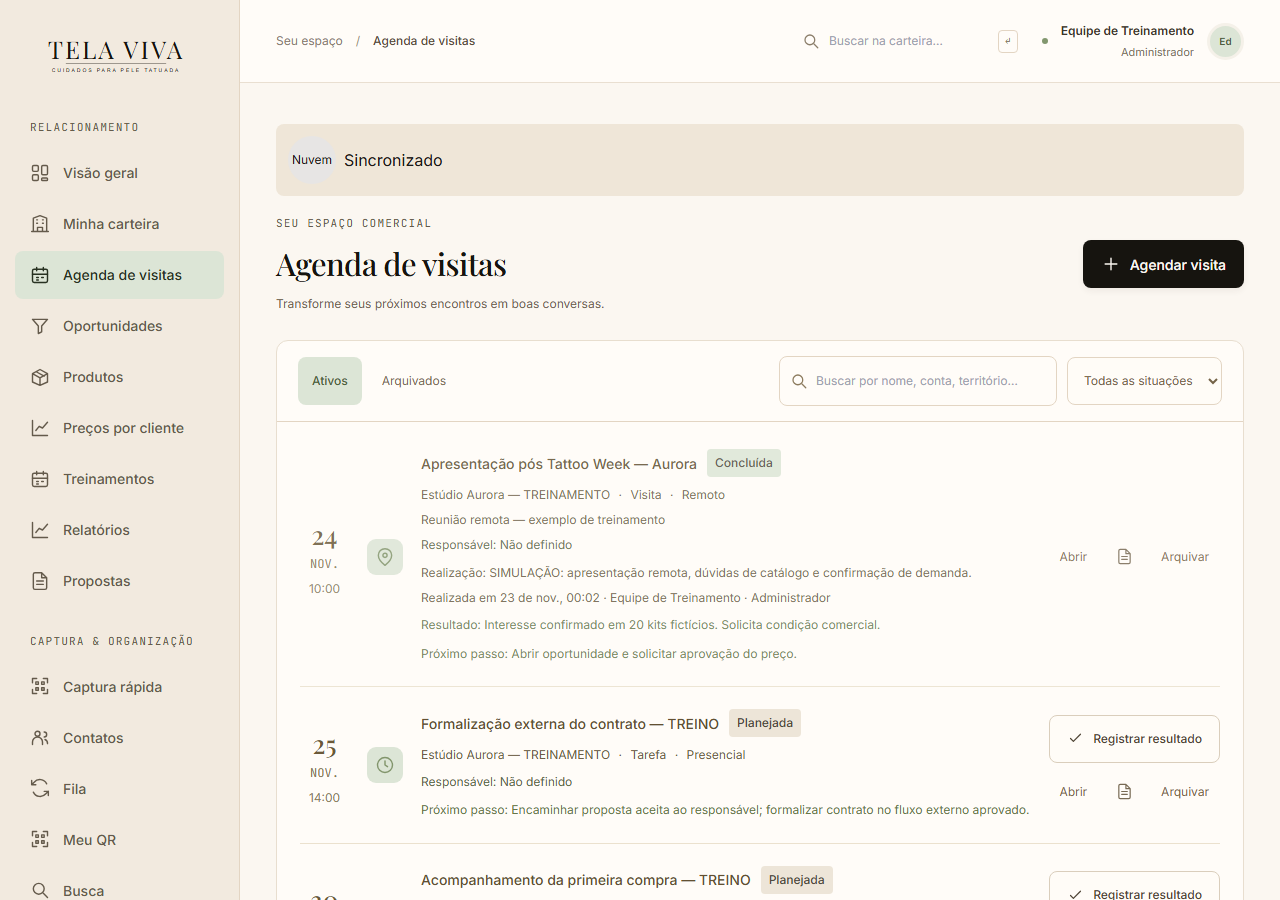 TELA VIVA
CUIDADOS PARA PELE TATUADA
RELACIONAMENTO
Visão geral
Minha carteira
Agenda de visitas
Oportunidades
Produtos
Preços por cliente
Treinamentos
Relatórios
Propostas
CAPTURA & ORGANIZAÇÃO
Captura rápida
Contatos
Fila
Meu QR
Busca
Seu espaço / Agenda de visitas
Buscar na carteira...
Equipe de Treinamento
Administrador
Ed
Nuvem Sincronizado
SEU ESPAÇO COMERCIAL
Agenda de visitas
Transforme seus próximos encontros em boas conversas.
Agendar visita
Ativos
Arquivados
Buscar por nome, conta, território...
Todas as situações
24
NOV.
10:00
Apresentação pós Tattoo Week — Aurora Concluída
Estúdio Aurora — TREINAMENTO · Visita · Remoto
Reunião remota — exemplo de treinamento
Responsável: Não definido
Realização: SIMULAÇÃO: apresentação remota, dúvidas de catálogo e confirmação de demanda.
Realizada em 23 de nov., 00:02 · Equipe de Treinamento · Administrador
Resultado: Interesse confirmado em 20 kits fictícios. Solicita condição comercial.
Próximo passo: Abrir oportunidade e solicitar aprovação do preço.
Abrir
Arquivar
25
NOV.
14:00
Formalização externa do contrato — TREINO Planejada
Estúdio Aurora — TREINAMENTO · Tarefa · Presencial
Responsável: Não definido
Próximo passo: Encaminhar proposta aceita ao responsável; formalizar contrato no fluxo externo aprovado.
Registrar resultado
Abrir
Arquivar
Acompanhamento da primeira compra — TREINO Planejada
Registrar resultado